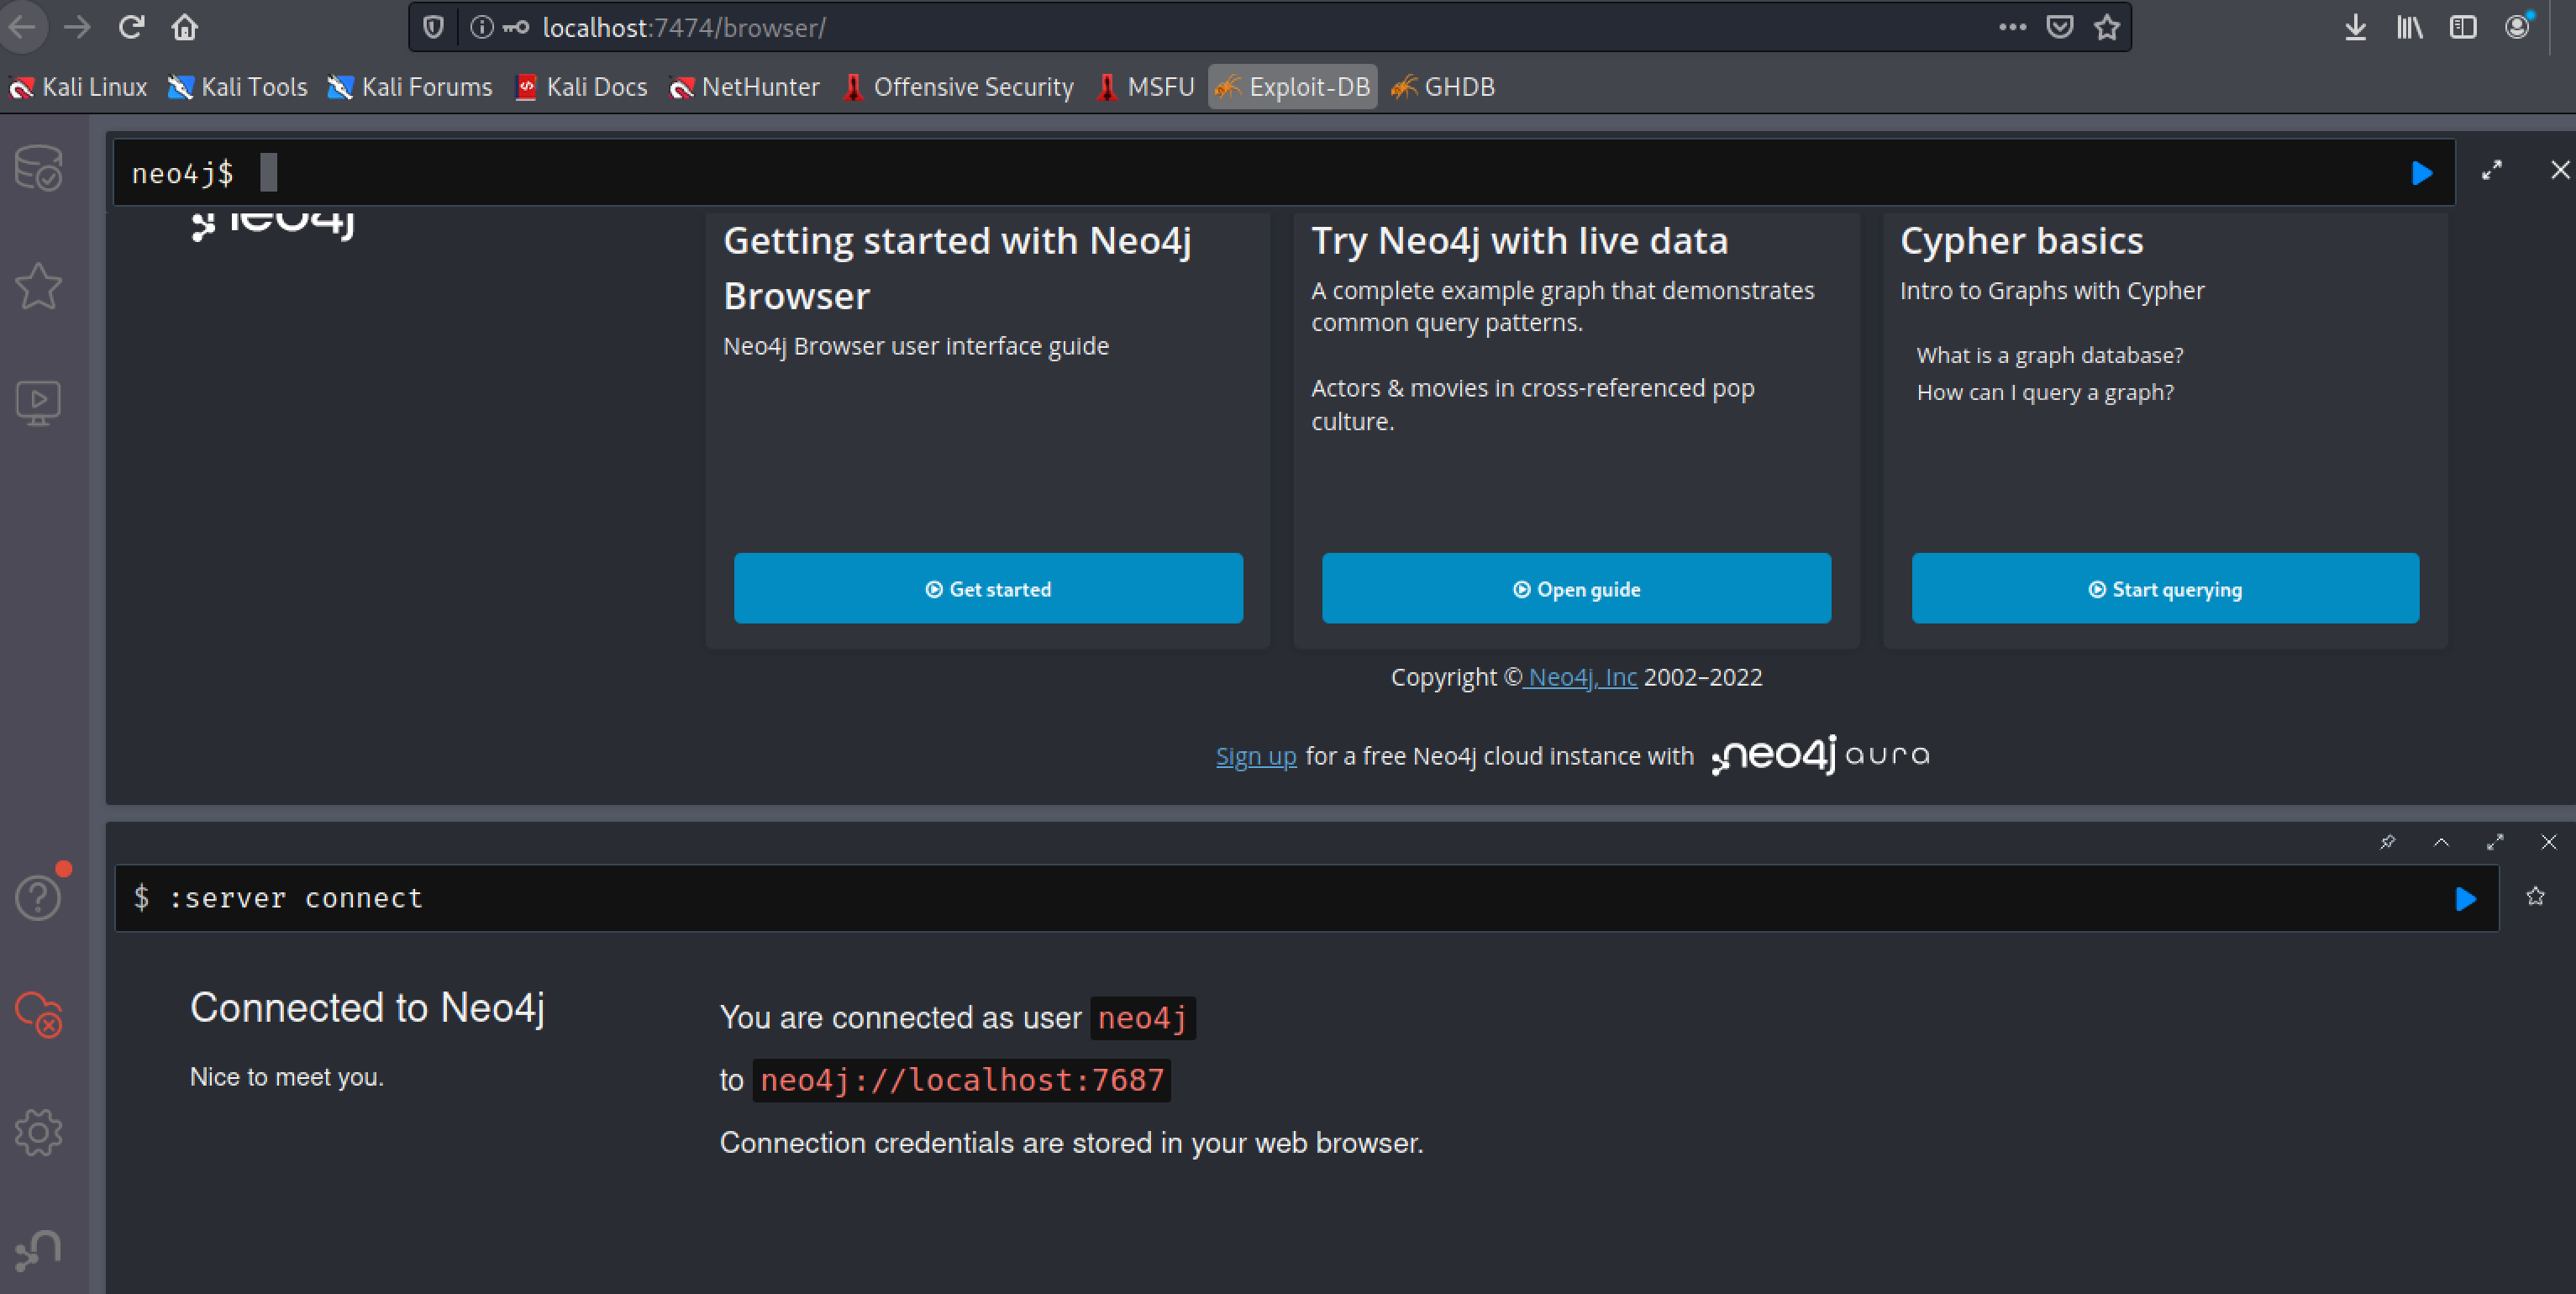 localhost:7474/browser/
Kali Linux Kali Tools Kali Forums Kali Docs NetHunter Offensive Security MSFU Exploit-DB GHDB
neo4j$
neo4j
Getting started with Neo4j
Browser
Neo4j Browser user interface guide
Get started
Try Neo4j with live data
A complete example graph that demonstrates
common query patterns.
Actors & movies in cross-referenced pop
culture.
Open guide
Cypher basics
Intro to Graphs with Cypher
What is a graph database?
How can I query a graph?
Start querying
Copyright © Neo4j, Inc 2002–2022
Sign up for a free Neo4j cloud instance with neo4j aura
$ :server connect
Connected to Neo4j
Nice to meet you.
You are connected as user neo4j
to neo4j://localhost:7687
Connection credentials are stored in your web browser.